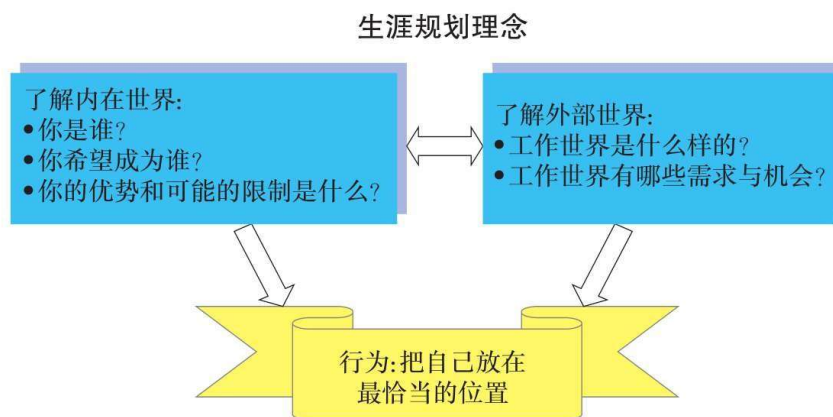 生涯规划理念
了解内在世界:
•你是谁?
•你希望成为谁?
•你的优势和可能的限制是什么?
了解外部世界:
•工作世界是什么样的?
•工作世界有哪些需求与机会?
行为:把自己放在
最恰当的位置